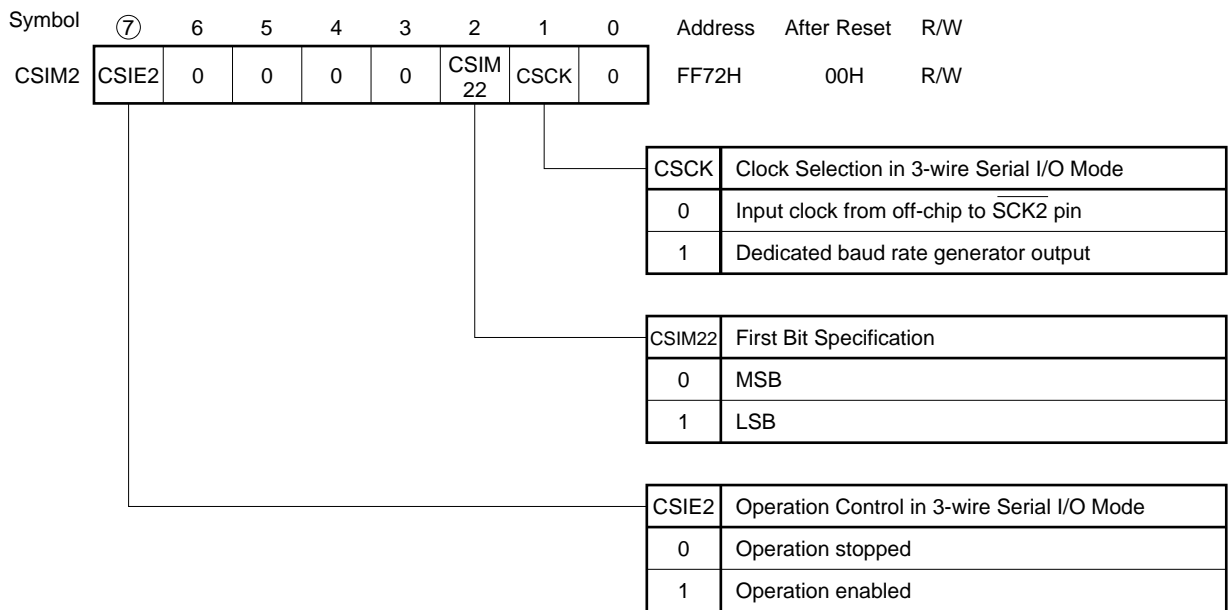 Symbol ⑦ 6 5 4 3 2 1 0 Address After Reset R/W
CSIM2 CSIE2 0 0 0 0 CSIM 22 CSCK 0 FF72H 00H R/W
CSCK Clock Selection in 3-wire Serial I/O Mode
0 Input clock from off-chip to S̅C̅K̅2̅ pin
1 Dedicated baud rate generator output
CSIM22 First Bit Specification
0 MSB
1 LSB
CSIE2 Operation Control in 3-wire Serial I/O Mode
0 Operation stopped
1 Operation enabled